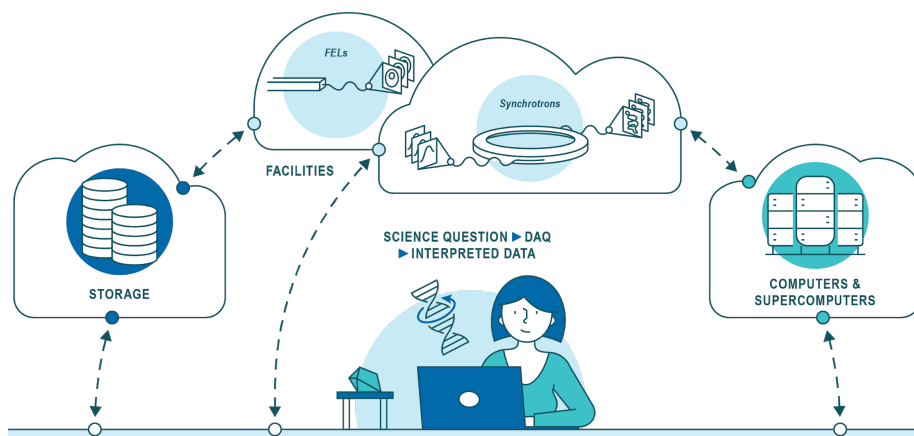 FELs
Synchrotrons
FACILITIES
STORAGE
SCIENCE QUESTION ▶ DAQ
▶ INTERPRETED DATA
COMPUTERS &
SUPERCOMPUTERS